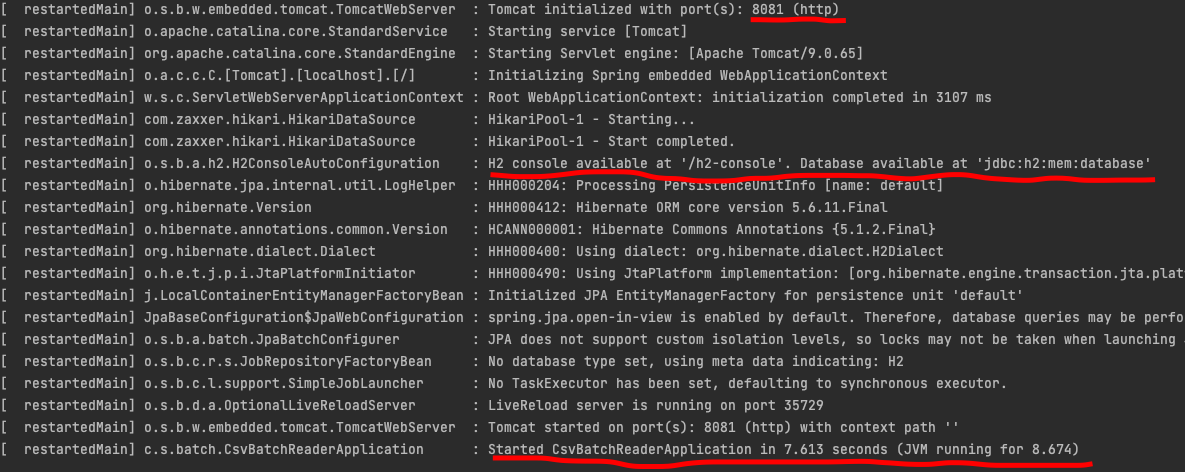 [  restartedMain] o.s.b.w.embedded.tomcat.TomcatWebServer  : Tomcat initialized with port(s): 8081 (http)
[  restartedMain] o.apache.catalina.core.StandardService   : Starting service [Tomcat]
[  restartedMain] org.apache.catalina.core.StandardEngine  : Starting Servlet engine: [Apache Tomcat/9.0.65]
[  restartedMain] o.a.c.c.C.[Tomcat].[localhost].[/]       : Initializing Spring embedded WebApplicationContext
[  restartedMain] w.s.c.ServletWebServerApplicationContext : Root WebApplicationContext: initialization completed in 3107 ms
[  restartedMain] com.zaxxer.hikari.HikariDataSource       : HikariPool-1 - Starting...
[  restartedMain] com.zaxxer.hikari.HikariDataSource       : HikariPool-1 - Start completed.
[  restartedMain] o.s.b.a.h2.H2ConsoleAutoConfiguration    : H2 console available at '/h2-console'. Database available at 'jdbc:h2:mem:database'
[  restartedMain] o.hibernate.jpa.internal.util.LogHelper  : HHH000204: Processing PersistenceUnitInfo [name: default]
[  restartedMain] org.hibernate.Version                    : HHH000412: Hibernate ORM core version 5.6.11.Final
[  restartedMain] o.hibernate.annotations.common.Version   : HCANN000001: Hibernate Commons Annotations {5.1.2.Final}
[  restartedMain] org.hibernate.dialect.Dialect            : HHH000400: Using dialect: org.hibernate.dialect.H2Dialect
[  restartedMain] o.h.e.t.j.p.i.JtaPlatformInitiator       : HHH000490: Using JtaPlatform implementation: [org.hibernate.engine.transaction.jta.plat
[  restartedMain] j.LocalContainerEntityManagerFactoryBean : Initialized JPA EntityManagerFactory for persistence unit 'default'
[  restartedMain] JpaBaseConfiguration$JpaWebConfiguration : spring.jpa.open-in-view is enabled by default. Therefore, database queries may be perfo
[  restartedMain] o.s.b.a.batch.JpaBatchConfigurer         : JPA does not support custom isolation levels, so locks may not be taken when launching
[  restartedMain] o.s.b.c.r.s.JobRepositoryFactoryBean     : No database type set, using meta data indicating: H2
[  restartedMain] o.s.b.c.l.support.SimpleJobLauncher      : No TaskExecutor has been set, defaulting to synchronous executor.
[  restartedMain] o.s.b.d.a.OptionalLiveReloadServer       : LiveReload server is running on port 35729
[  restartedMain] o.s.b.w.embedded.tomcat.TomcatWebServer  : Tomcat started on port(s): 8081 (http) with context path ''
[  restartedMain] c.s.batch.CsvBatchReaderApplication      : Started CsvBatchReaderApplication in 7.613 seconds (JVM running for 8.674)